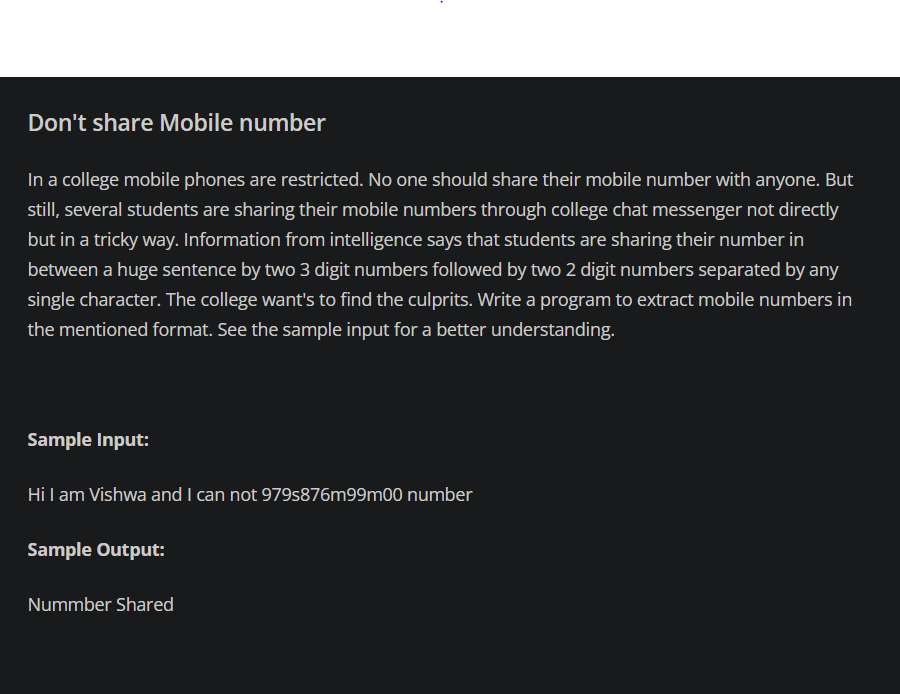 Don't share Mobile number
In a college mobile phones are restricted. No one should share their mobile number with anyone. But
still, several students are sharing their mobile numbers through college chat messenger not directly
but in a tricky way. Information from intelligence says that students are sharing their number in
between a huge sentence by two 3 digit numbers followed by two 2 digit numbers separated by any
single character. The college want's to find the culprits. Write a program to extract mobile numbers in
the mentioned format. See the sample input for a better understanding.
Sample Input:
Hi I am Vishwa and I can not 979s876m99m00 number
Sample Output:
Nummber Shared